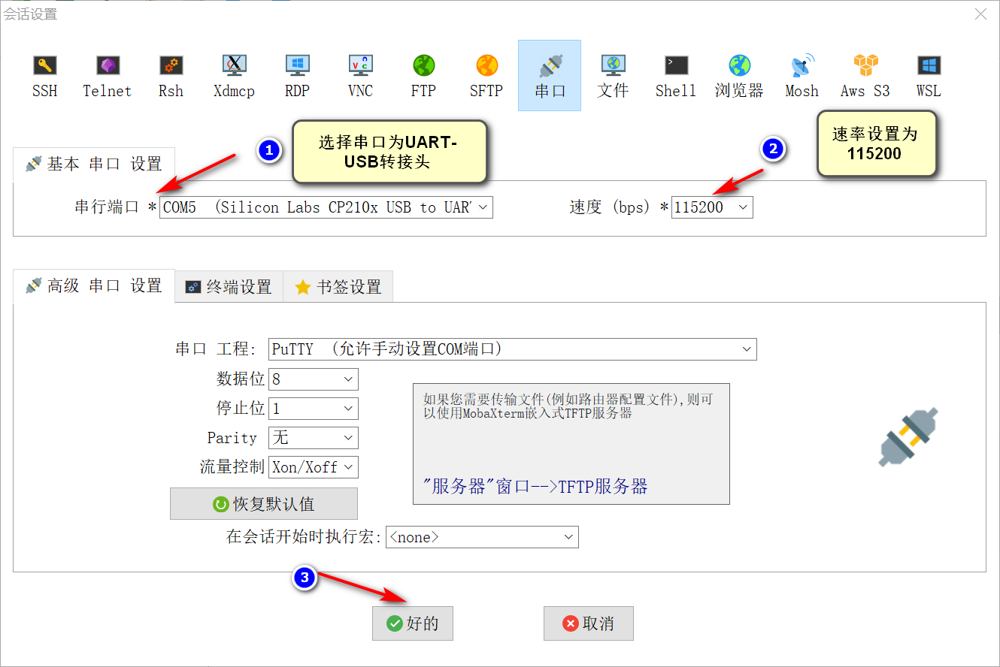 会话设置
SSH
Telnet
Rsh
Xdmcp
RDP
VNC
FTP
SFTP
串口
文件
Shell
浏览器
Mosh
Aws S3
WSL
1
选择串口为UART-
USB转接头
2
速率设置为
115200
基本 串口 设置
串行端口 * COM5 (Silicon Labs CP210x USB to UAR
速度 (bps) * 115200
高级 串口 设置
终端设置
书签设置
串口 工程: PuTTY (允许手动设置COM端口)
数据位 8
停止位 1
Parity 无
流量控制 Xon/Xoff
恢复默认值
如果您需要传输文件(例如路由器配置文件),则可
以使用MobaXterm嵌入式TFTP服务器
"服务器"窗口-->TFTP服务器
在会话开始时执行宏: <none>
3
好的
取消